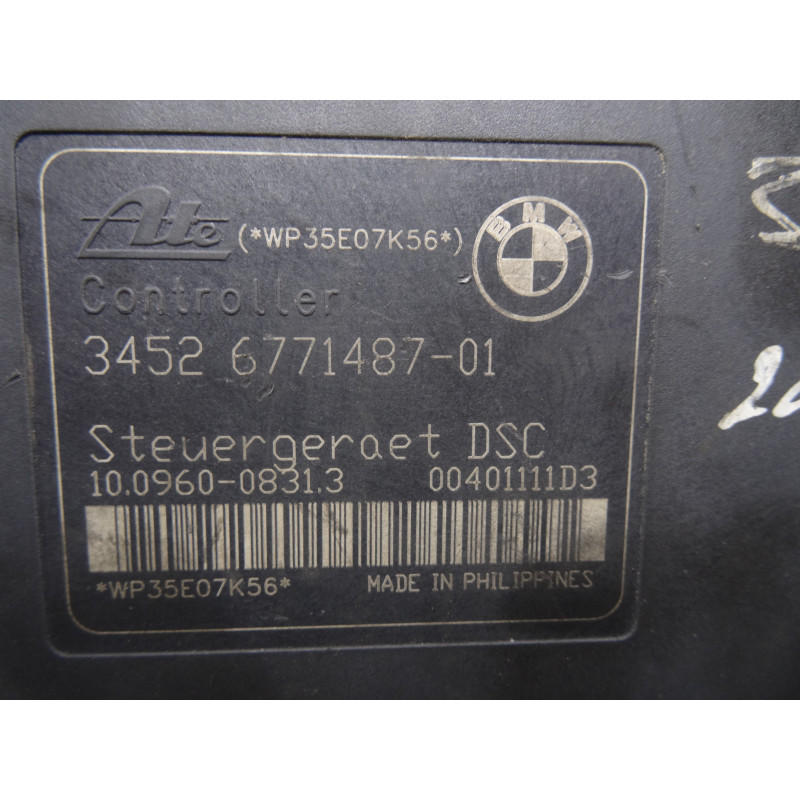 Ate (*WP35E07K56*) BMW
Controller
3452 6771487-01
Steuergeraet DSC
10.0960-0831.3 00401111D3
*WP35E07K56* MADE IN PHILIPPINES